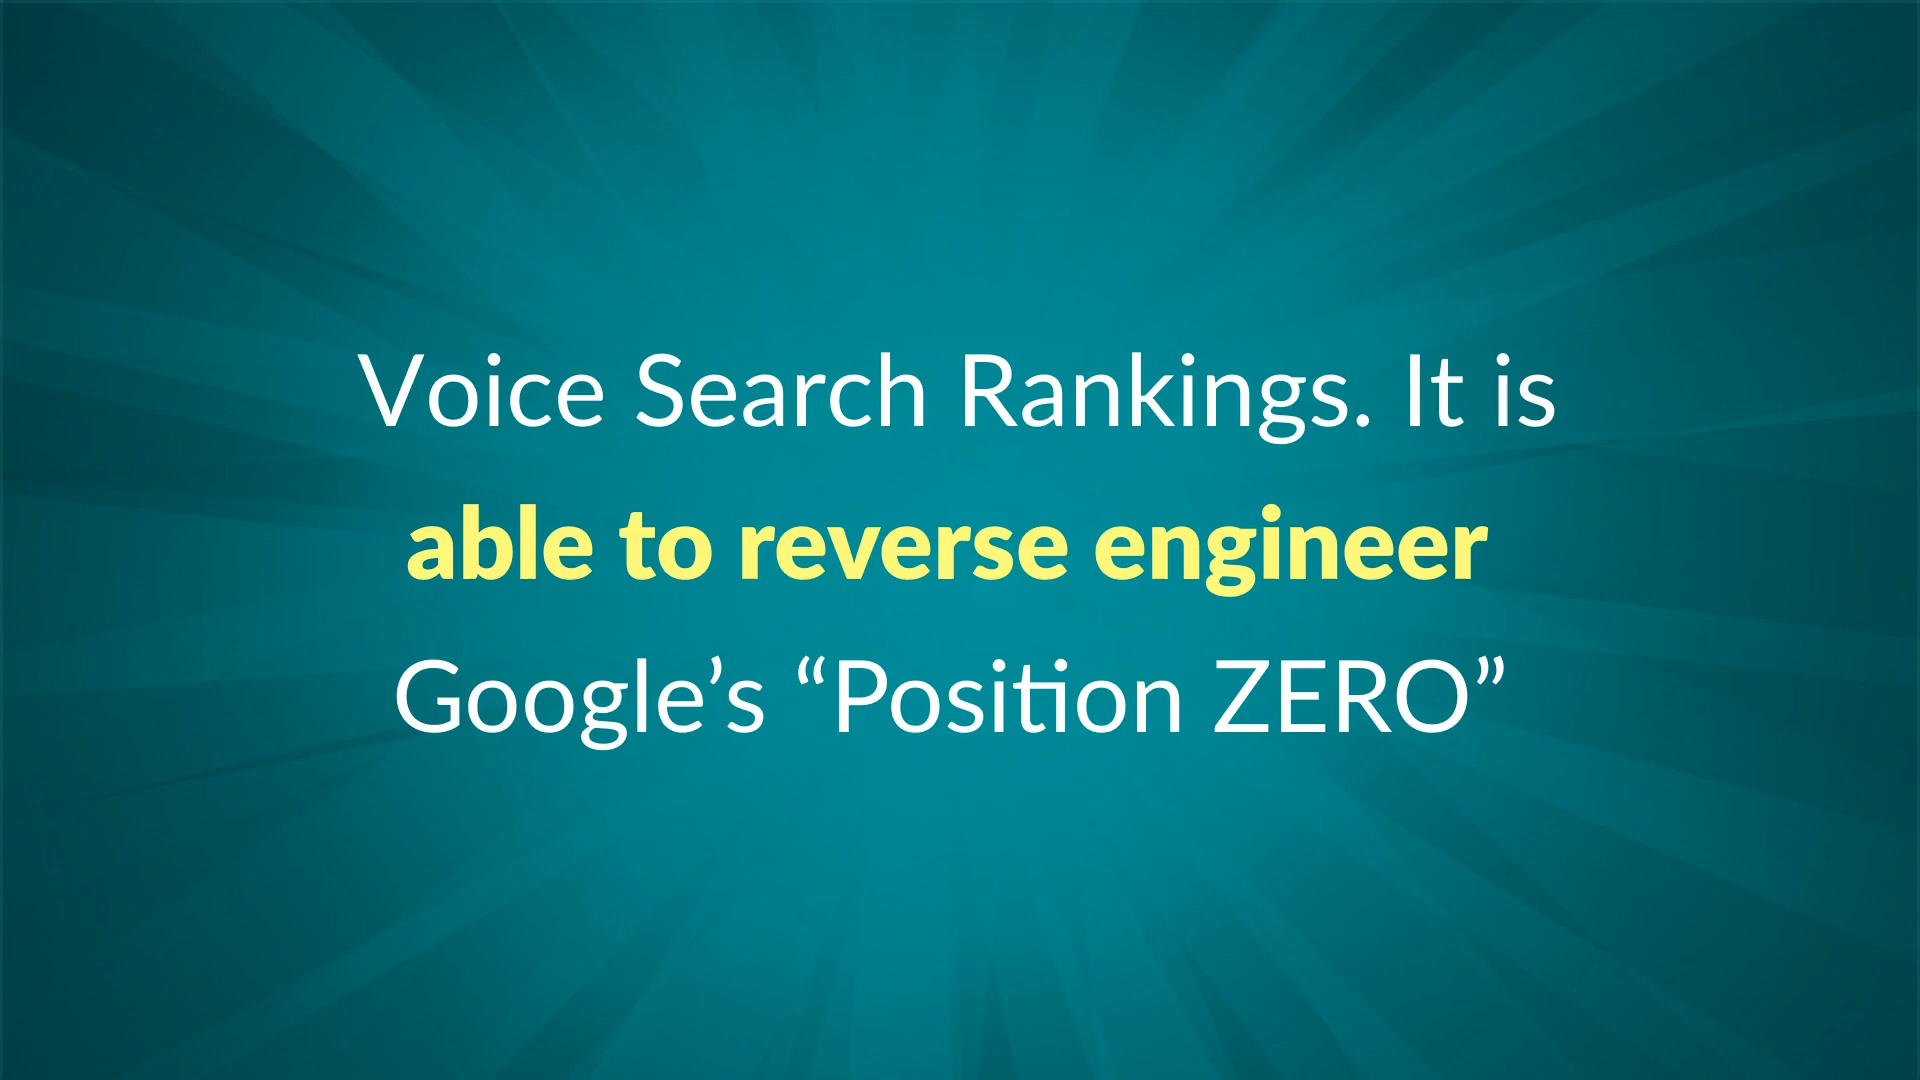 Voice Search Rankings. It is
able to reverse engineer
Google’s “Position ZERO”